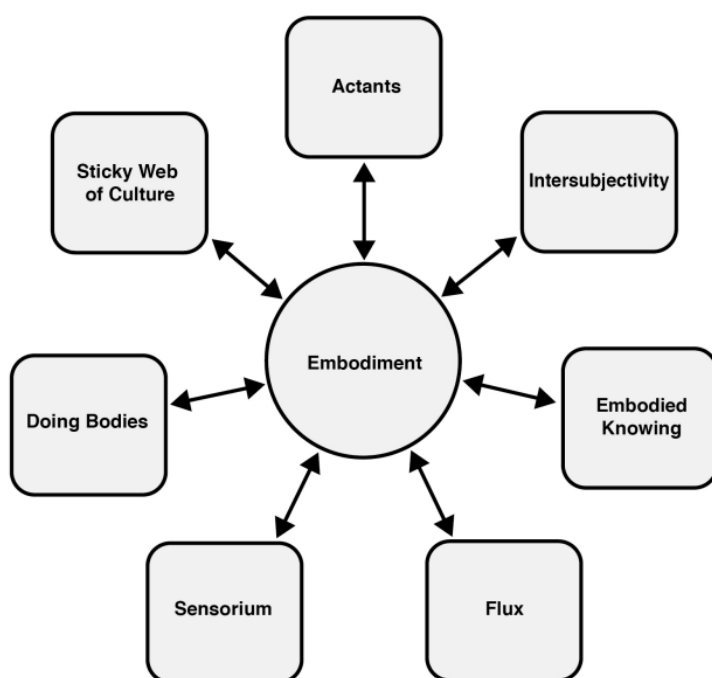 Actants
Sticky Web
of Culture
Intersubjectivity
Embodiment
Doing Bodies
Embodied
Knowing
Sensorium
Flux